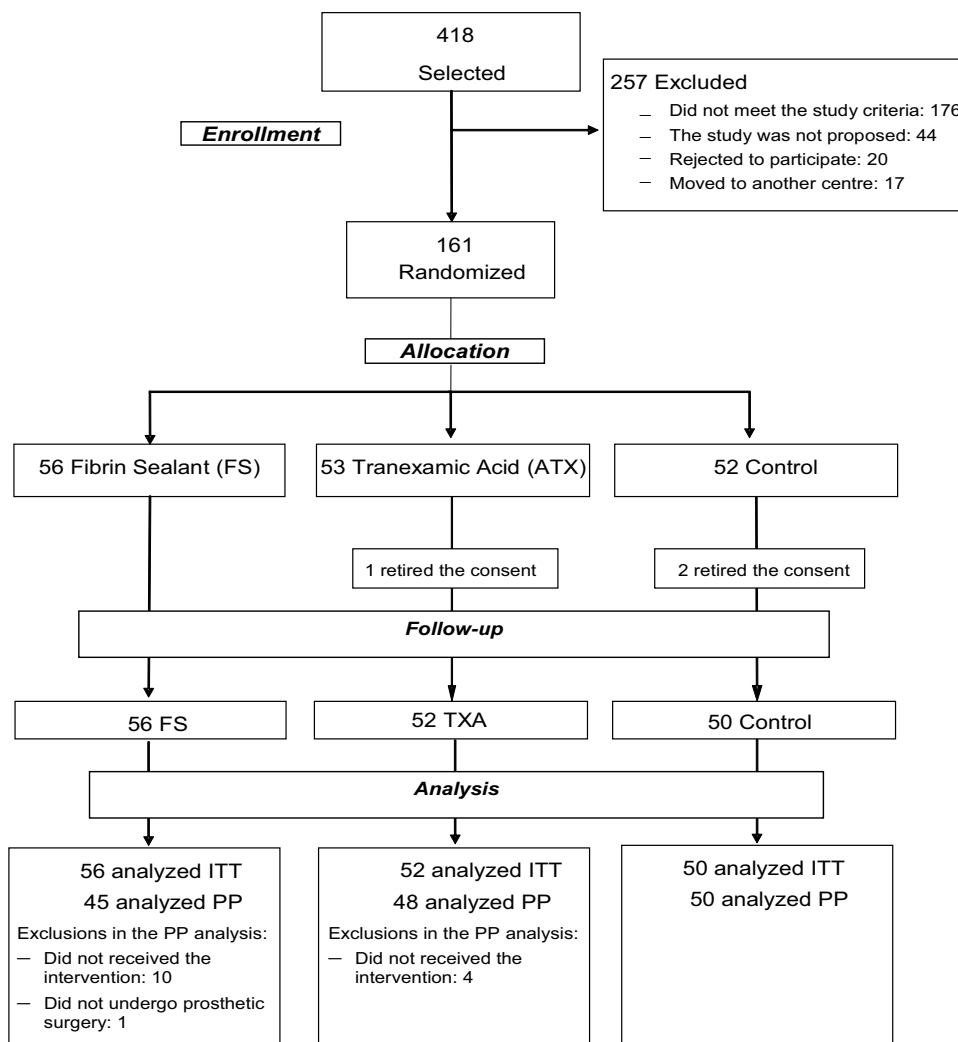 418
Selected
257 Excluded
– Did not meet the study criteria: 176
– The study was not proposed: 44
– Rejected to participate: 20
– Moved to another centre: 17
Enrollment
161
Randomized
Allocation
56 Fibrin Sealant (FS)
53 Tranexamic Acid (ATX)
52 Control
1 retired the consent
2 retired the consent
Follow-up
56 FS
52 TXA
50 Control
Analysis
56 analyzed ITT
45 analyzed PP
Exclusions in the PP analysis:
– Did not received the
intervention: 10
– Did not undergo prosthetic
surgery: 1
52 analyzed ITT
48 analyzed PP
Exclusions in the PP analysis:
– Did not received the
intervention: 4
50 analyzed ITT
50 analyzed PP